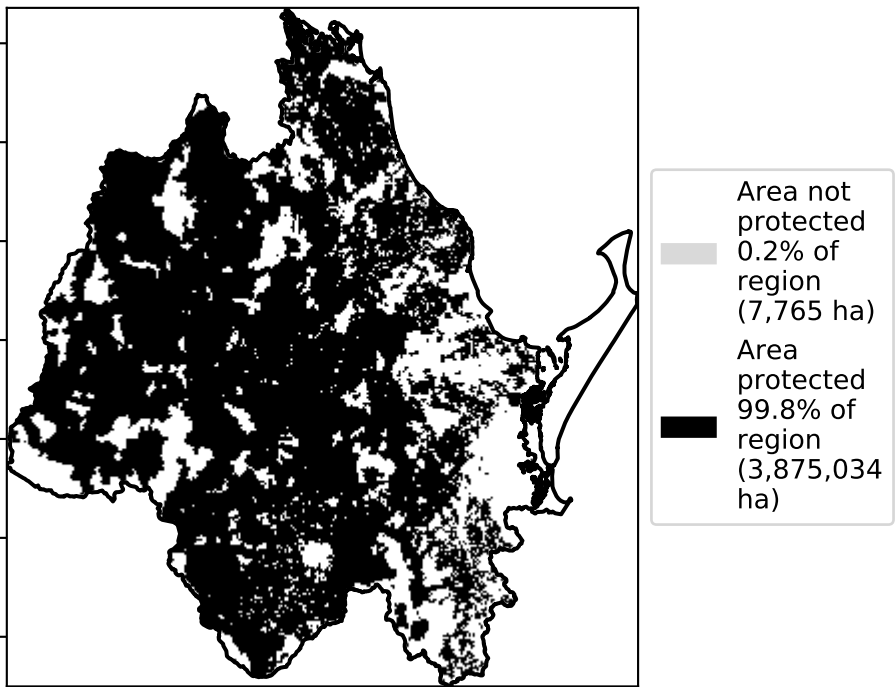 Area not
protected
0.2% of
region
(7,765 ha)
Area
protected
99.8% of
region
(3,875,034
ha)